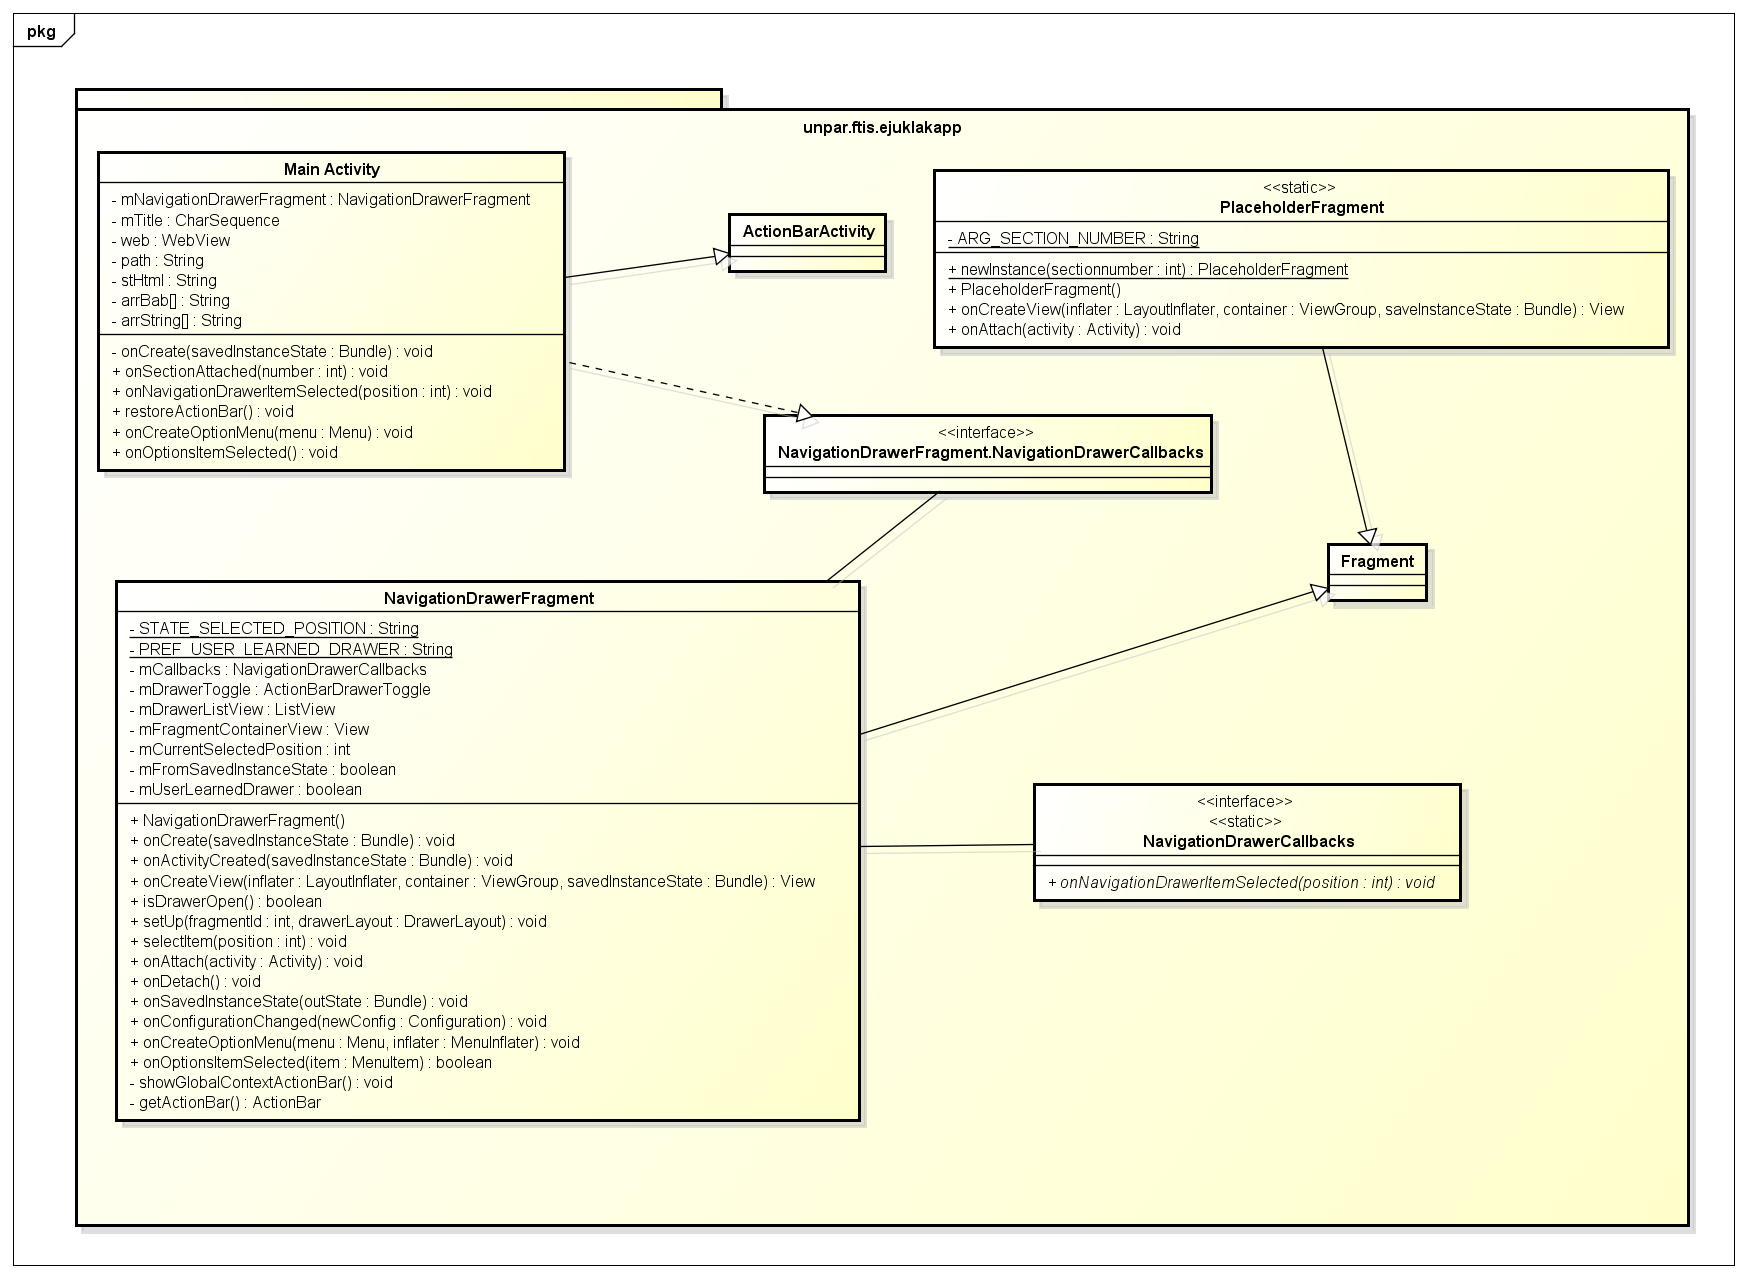 pkg
unpar.ftis.ejuklakapp
Main Activity
- mNavigationDrawerFragment : NavigationDrawerFragment
- mTitle : CharSequence
- web : WebView
- path : String
- stHtml : String
- arrBab[] : String
- arrString[] : String
- onCreate(savedInstanceState : Bundle) : void
+ onSectionAttached(number : int) : void
+ onNavigationDrawerItemSelected(position : int) : void
+ restoreActionBar() : void
+ onCreateOptionMenu(menu : Menu) : void
+ onOptionsItemSelected() : void
ActionBarActivity
<<static>>
PlaceholderFragment
- ARG_SECTION_NUMBER : String
+ newInstance(sectionnumber : int) : PlaceholderFragment
+ PlaceholderFragment()
+ onCreateView(inflater : LayoutInflater, container : ViewGroup, saveInstanceState : Bundle) : View
+ onAttach(activity : Activity) : void
<<interface>>
NavigationDrawerFragment.NavigationDrawerCallbacks
Fragment
NavigationDrawerFragment
- STATE_SELECTED_POSITION : String
- PREF_USER_LEARNED_DRAWER : String
- mCallbacks : NavigationDrawerCallbacks
- mDrawerToggle : ActionBarDrawerToggle
- mDrawerListView : ListView
- mFragmentContainerView : View
- mCurrentSelectedPosition : int
- mFromSavedInstanceState : boolean
- mUserLearnedDrawer : boolean
+ NavigationDrawerFragment()
+ onCreate(savedInstanceState : Bundle) : void
+ onActivityCreated(savedInstanceState : Bundle) : void
+ onCreateView(inflater : LayoutInflater, container : ViewGroup, savedInstanceState : Bundle) : View
+ isDrawerOpen() : boolean
+ setUp(fragmentId : int, drawerLayout : DrawerLayout) : void
+ selectItem(position : int) : void
+ onAttach(activity : Activity) : void
+ onDetach() : void
+ onSavedInstanceState(outState : Bundle) : void
+ onConfigurationChanged(newConfig : Configuration) : void
+ onCreateOptionMenu(menu : Menu, inflater : MenuInflater) : void
+ onOptionsItemSelected(item : MenuItem) : boolean
- showGlobalContextActionBar() : void
- getActionBar() : ActionBar
<<interface>>
<<static>>
NavigationDrawerCallbacks
+ onNavigationDrawerItemSelected(position : int) : void